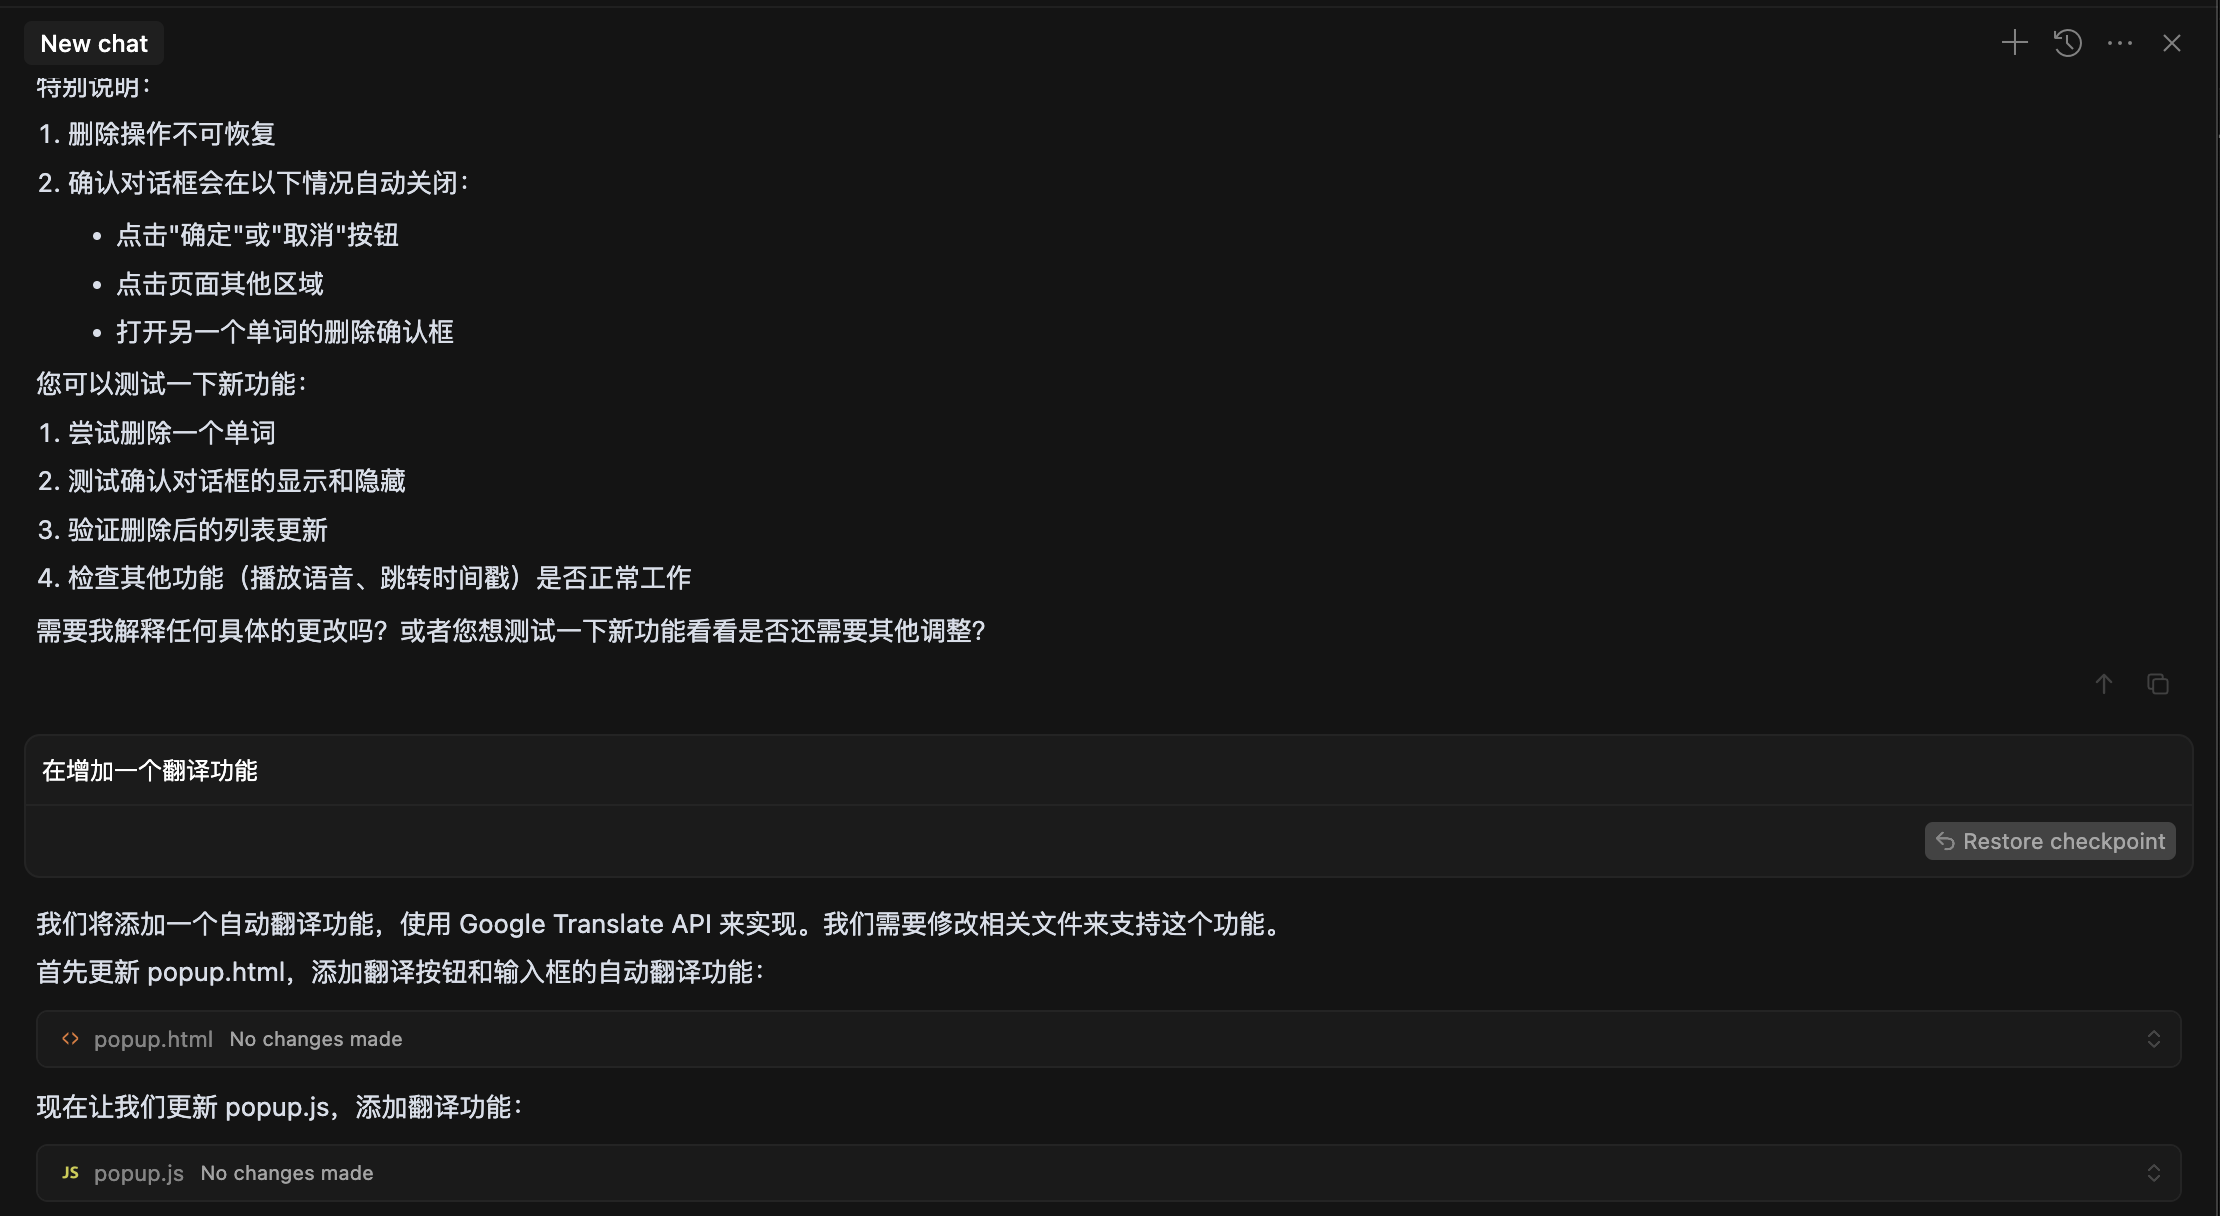 New chat
特别说明：
1. 删除操作不可恢复
2. 确认对话框会在以下情况自动关闭：
• 点击"确定"或"取消"按钮
• 点击页面其他区域
• 打开另一个单词的删除确认框
您可以测试一下新功能：
1. 尝试删除一个单词
2. 测试确认对话框的显示和隐藏
3. 验证删除后的列表更新
4. 检查其他功能（播放语音、跳转时间戳）是否正常工作
需要我解释任何具体的更改吗？或者您想测试一下新功能看看是否还需要其他调整？
在增加一个翻译功能
Restore checkpoint
我们将添加一个自动翻译功能，使用 Google Translate API 来实现。我们需要修改相关文件来支持这个功能。
首先更新 popup.html，添加翻译按钮和输入框的自动翻译功能：
<> popup.html No changes made
现在让我们更新 popup.js，添加翻译功能：
JS popup.js No changes made